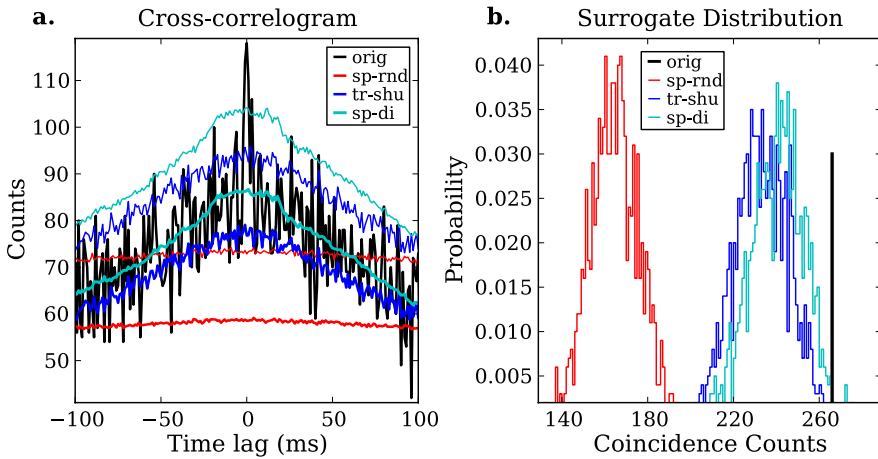 a.
Cross-correlogram
orig
sp-rnd
tr-shu
sp-di
110
100
90
80
70
60
50
Counts
−100
−50
0
50
100
Time lag (ms)
b.
Surrogate Distribution
orig
sp-rnd
tr-shu
sp-di
0.040
0.035
0.030
0.025
0.020
0.015
0.010
0.005
Probability
140
180
220
260
Coincidence Counts